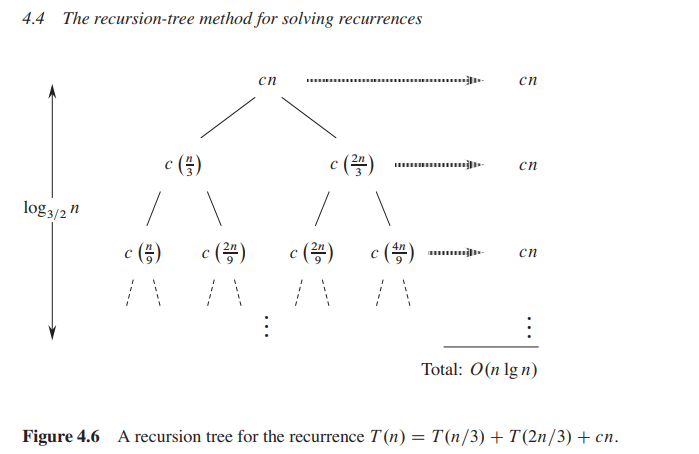 4.4 The recursion-tree method for solving recurrences
cn cn
c (n/3) c (2n/3) cn
log3/2 n
c (n/9) c (2n/9) c (2n/9) c (4n/9) cn
Total: O(n lg n)
Figure 4.6 A recursion tree for the recurrence T(n) = T(n/3) + T(2n/3) + cn.